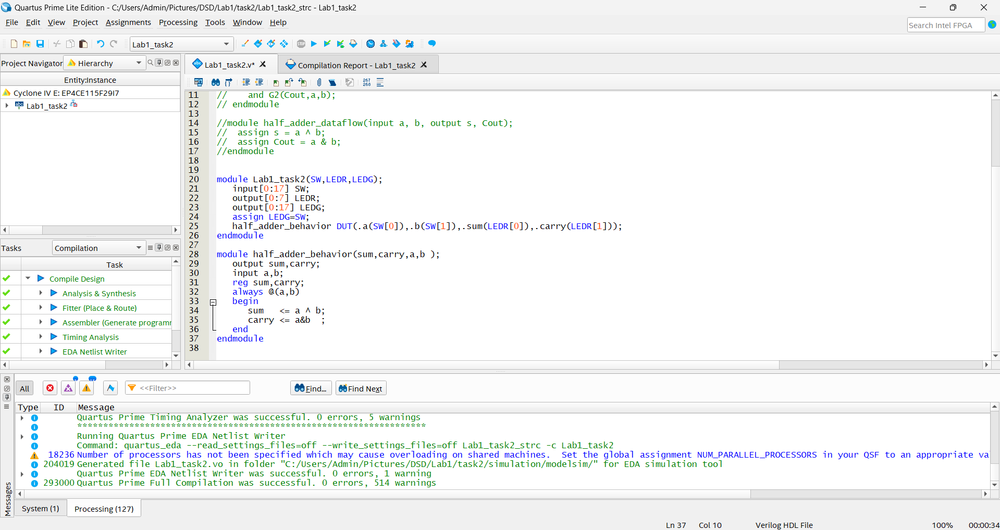 Quartus Prime Lite Edition - C:/Users/Admin/Pictures/DSD/Lab1/task2/Lab1_task2_strc - Lab1_task2
File Edit View Project Assignments Processing Tools Window Help
Search Intel FPGA
Lab1_task2
STOP
Project Navigator Hierarchy
Entity:Instance
Cyclone IV E: EP4CE115F29I7
abc Lab1_task2
abc Lab1_task2.v*
Compilation Report - Lab1_task2
267
268
11 //    and G2(Cout,a,b);
12 // endmodule
13
14 //module half_adder_dataflow(input a, b, output s, Cout);
15 //  assign s = a ^ b;
16 //  assign Cout = a & b;
17 //endmodule
18
19
20 module Lab1_task2(SW,LEDR,LEDG);
21    input[0:17] SW;
22    output[0:7] LEDR;
23    output[0:17] LEDG;
24    assign LEDG=SW;
25    half_adder_behavior DUT(.a(SW[0]),.b(SW[1]),.sum(LEDR[0]),.carry(LEDR[1]));
26 endmodule
27
28 module half_adder_behavior(sum,carry,a,b );
29    output sum,carry;
30    input a,b;
31    reg sum,carry;
32    always @(a,b)
33    begin
34       sum   <= a ^ b;
35       carry <= a&b  ;
36    end
37 endmodule
38
Tasks Compilation
Task
Compile Design
Analysis & Synthesis
Fitter (Place & Route)
Assembler (Generate programm
Timing Analysis
EDA Netlist Writer
All
<<Filter>>
Find...
Find Next
Type ID Message
Quartus Prime Timing Analyzer was successful. 0 errors, 5 warnings
*******************************************************************
Running Quartus Prime EDA Netlist Writer
Command: quartus_eda --read_settings_files=off --write_settings_files=off Lab1_task2_strc -c Lab1_task2
18236 Number of processors has not been specified which may cause overloading on shared machines.  Set the global assignment NUM_PARALLEL_PROCESSORS in your QSF to an appropriate va
204019 Generated file Lab1_task2.vo in folder "C:/Users/Admin/Pictures/DSD/Lab1/task2/simulation/modelsim/" for EDA simulation tool
Quartus Prime EDA Netlist Writer was successful. 0 errors, 1 warning
293000 Quartus Prime Full Compilation was successful. 0 errors, 514 warnings
Messages
System (1)
Processing (127)
Ln 37 Col 10 Verilog HDL File 100% 00:00:34